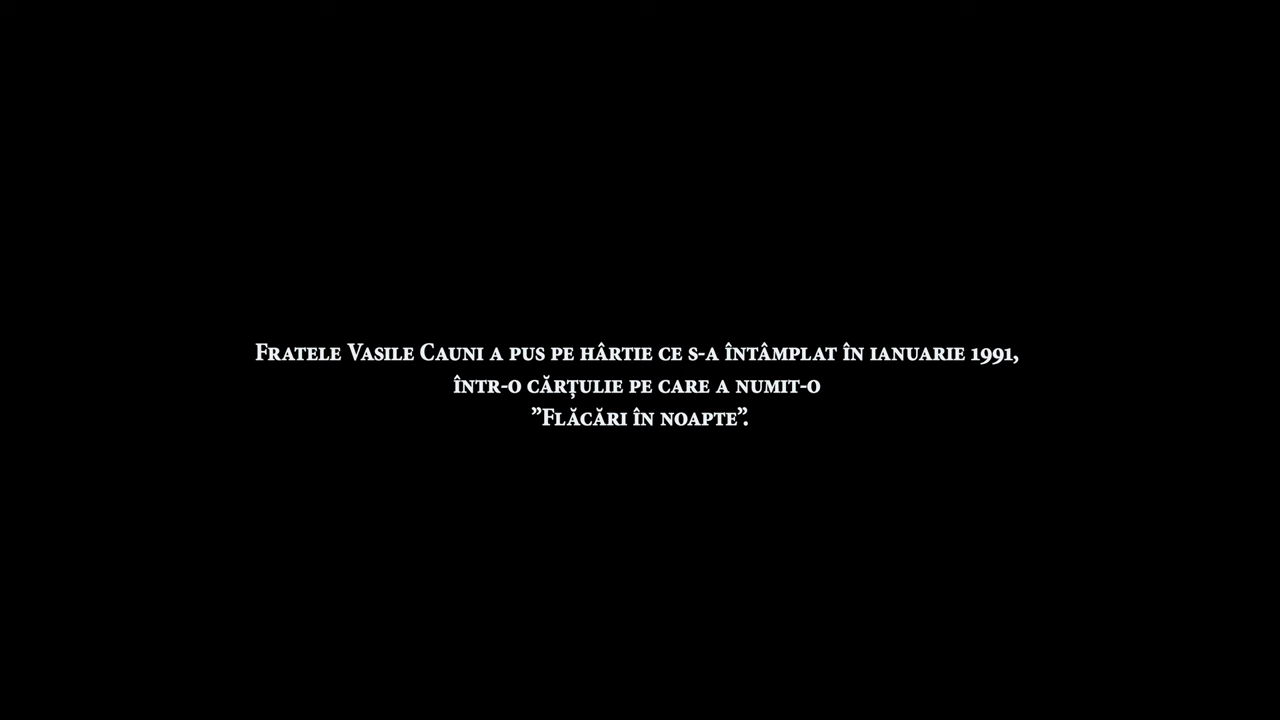 Fratele Vasile Cauni a pus pe hârtie ce s-a întâmplat în ianuarie 1991,
într-o cărțulie pe care a numit-o
”Flăcări în noapte”.